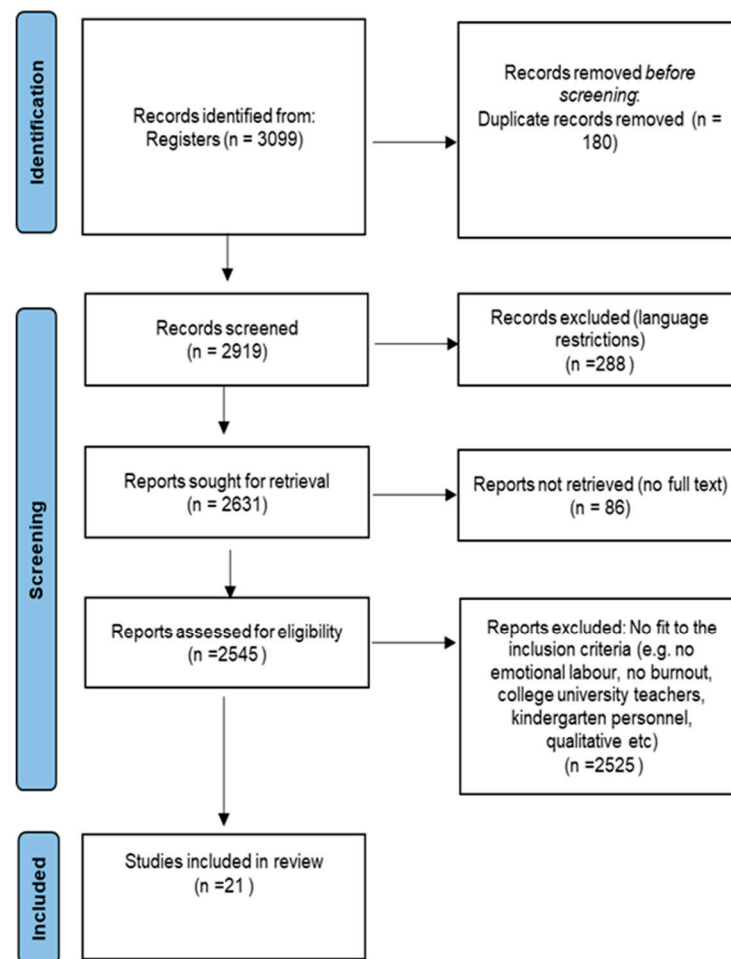 Identification
Records identified from:
Registers (n = 3099)
Records removed before
screening:
Duplicate records removed (n =
180)
Screening
Records screened
(n = 2919)
Records excluded (language
restrictions)
(n =288 )
Reports sought for retrieval
(n = 2631)
Reports not retrieved (no full text)
(n = 86)
Reports assessed for eligibility
(n =2545 )
Reports excluded: No fit to the
inclusion criteria (e.g. no
emotional labour, no burnout,
college university teachers,
kindergarten personnel,
qualitative etc)
(n =2525 )
Included
Studies included in review
(n =21 )